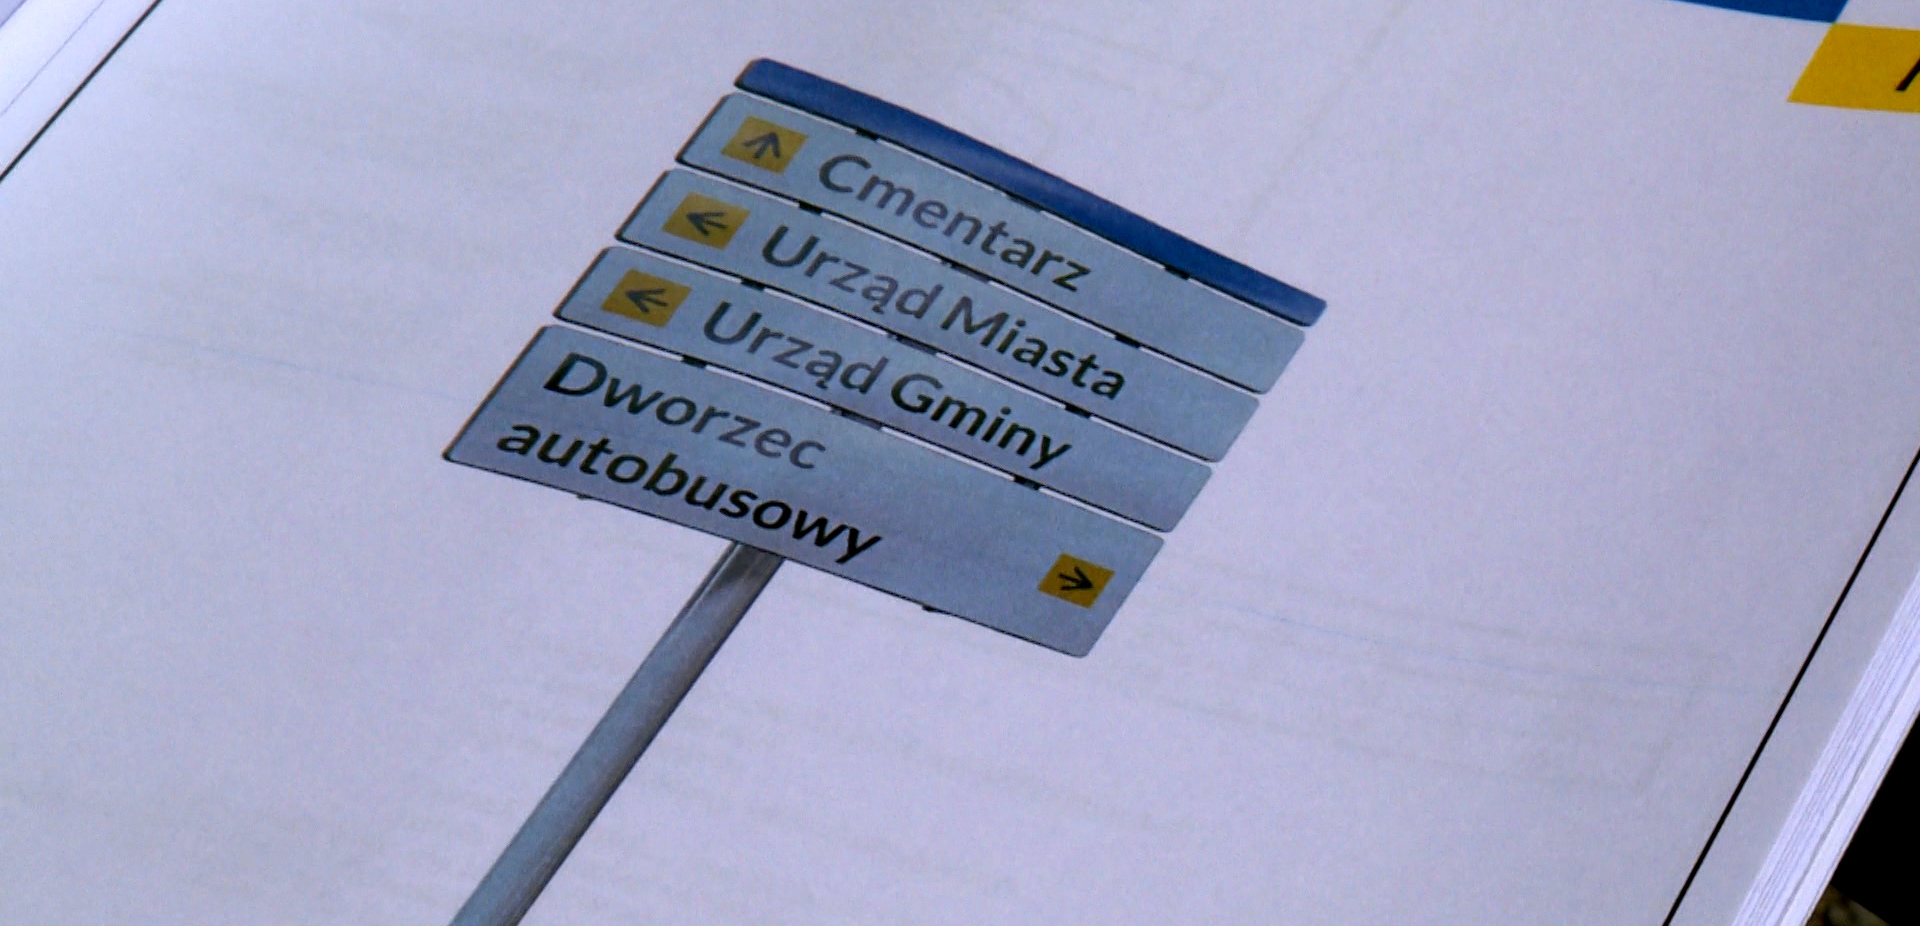 Cmentarz
Urząd Miasta
Urząd Gminy
Dworzec
autobusowy